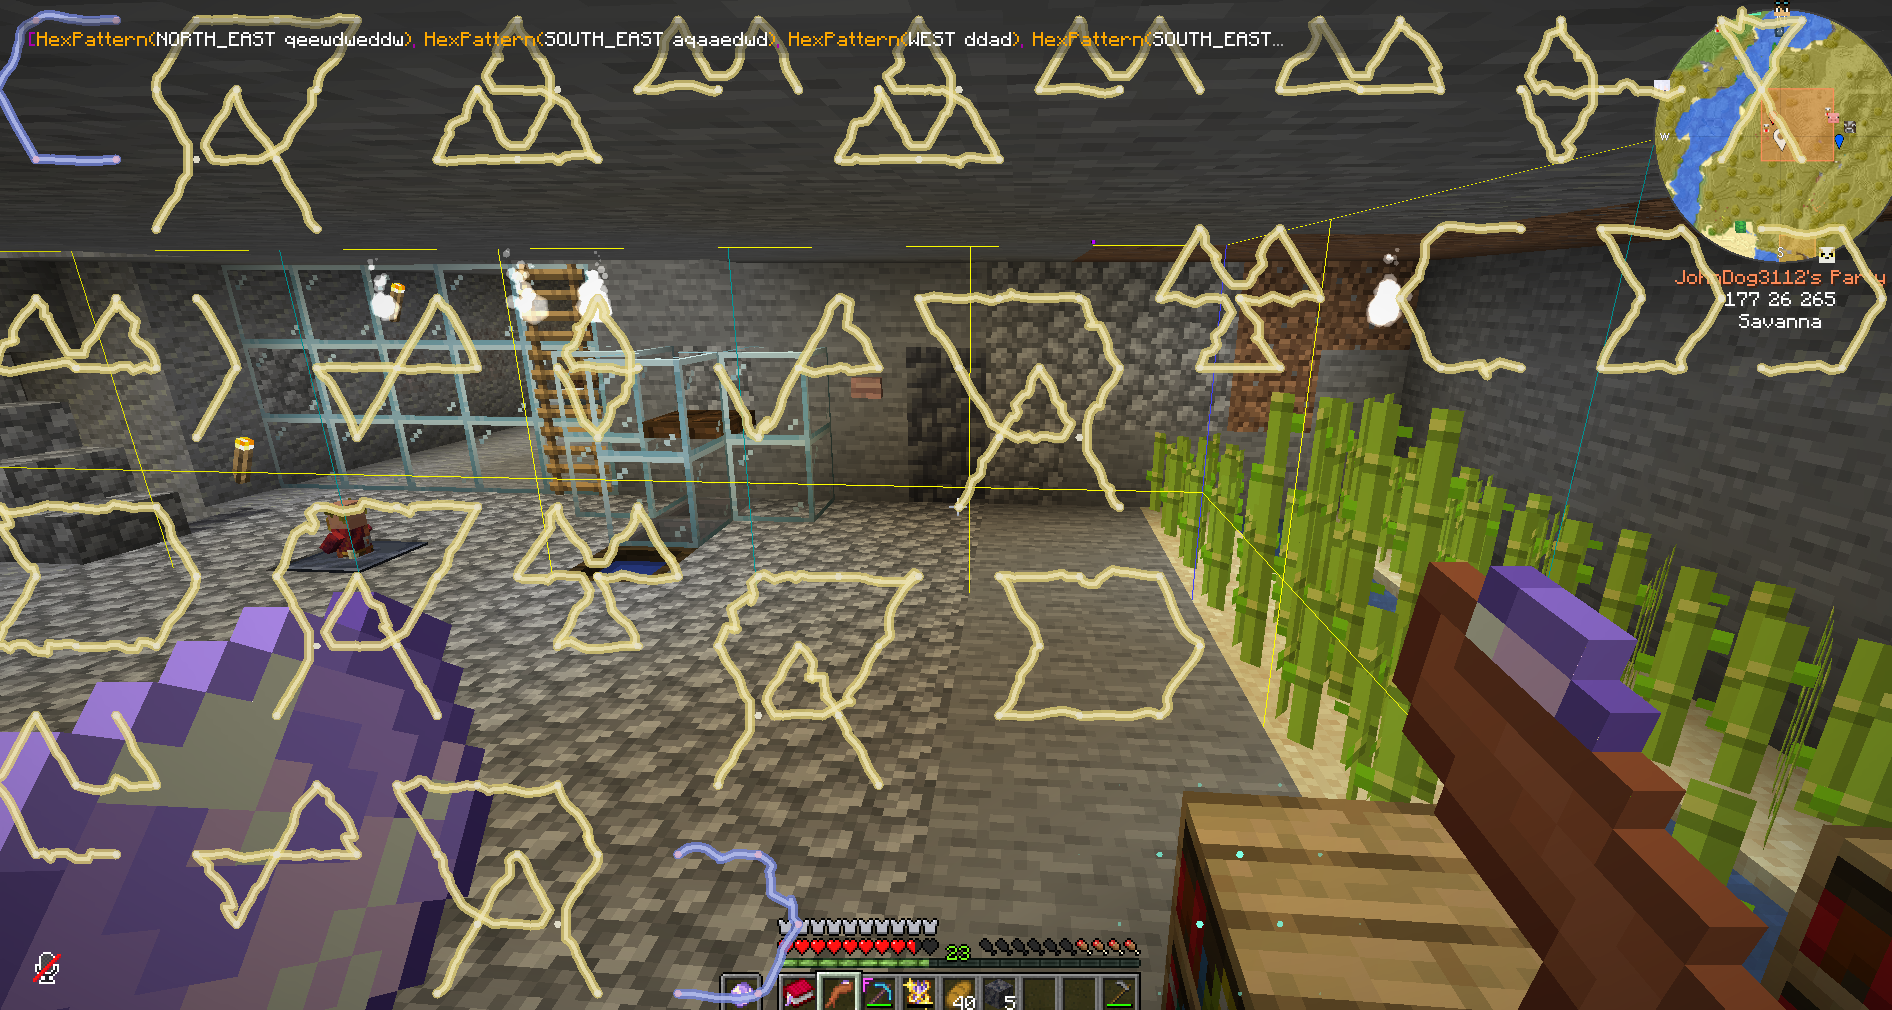 [HexPattern(NORTH_EAST qeewdweddw), HexPattern(SOUTH_EAST aqaaedwd), HexPattern(WEST ddad), HexPattern(SOUTH_EAST...
W
S
JohnDog3112's Party
177 26 265
Savanna
23
F
40
5